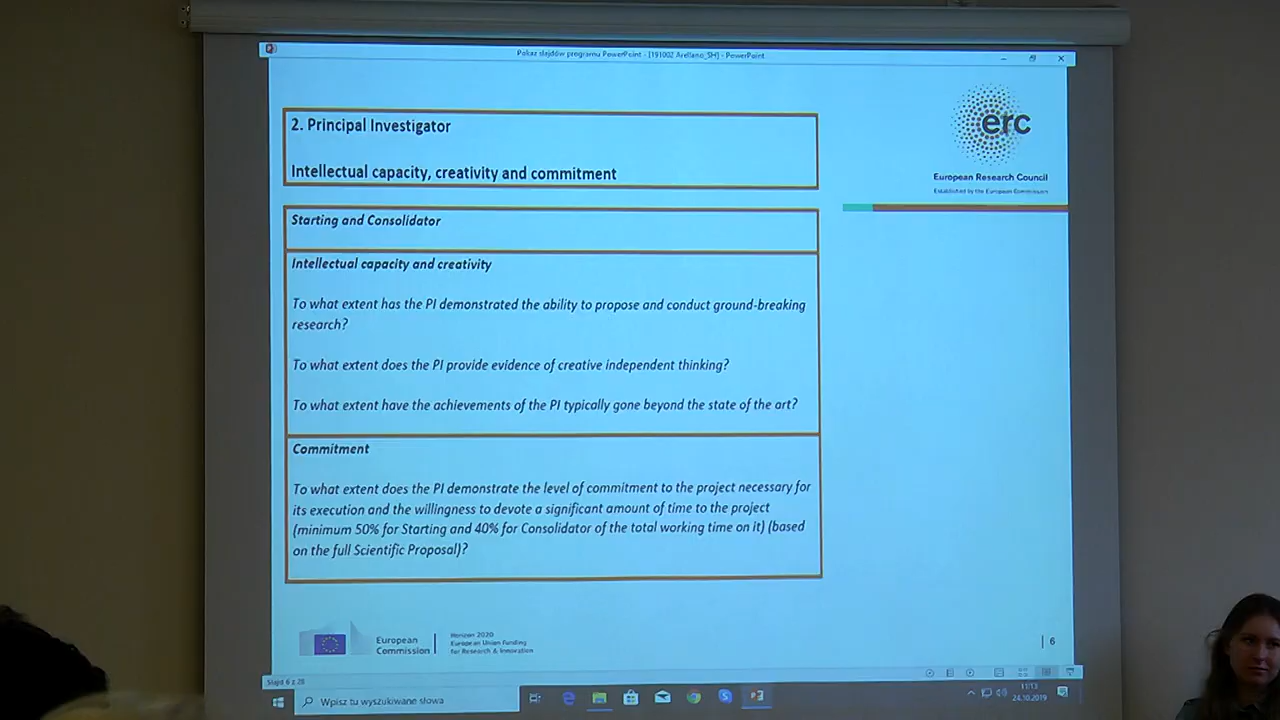 Pokaz slajdów programu PowerPoint - [191002 Arellano_SH] - PowerPoint
2. Principal Investigator
Intellectual capacity, creativity and commitment
erc
European Research Council
Established by the European Commission
Starting and Consolidator
Intellectual capacity and creativity
To what extent has the PI demonstrated the ability to propose and conduct ground-breaking
research?
To what extent does the PI provide evidence of creative independent thinking?
To what extent have the achievements of the PI typically gone beyond the state of the art?
Commitment
To what extent does the PI demonstrate the level of commitment to the project necessary for
its execution and the willingness to devote a significant amount of time to the project
(minimum 50% for Starting and 40% for Consolidator of the total working time on it) (based
on the full Scientific Proposal)?
European
Commission
Horizon 2020
European Union Funding
for Research & Innovation
| 6
Slajd 6 z 28
Wpisz tu wyszukiwane słowa
11:13
24.10.2019